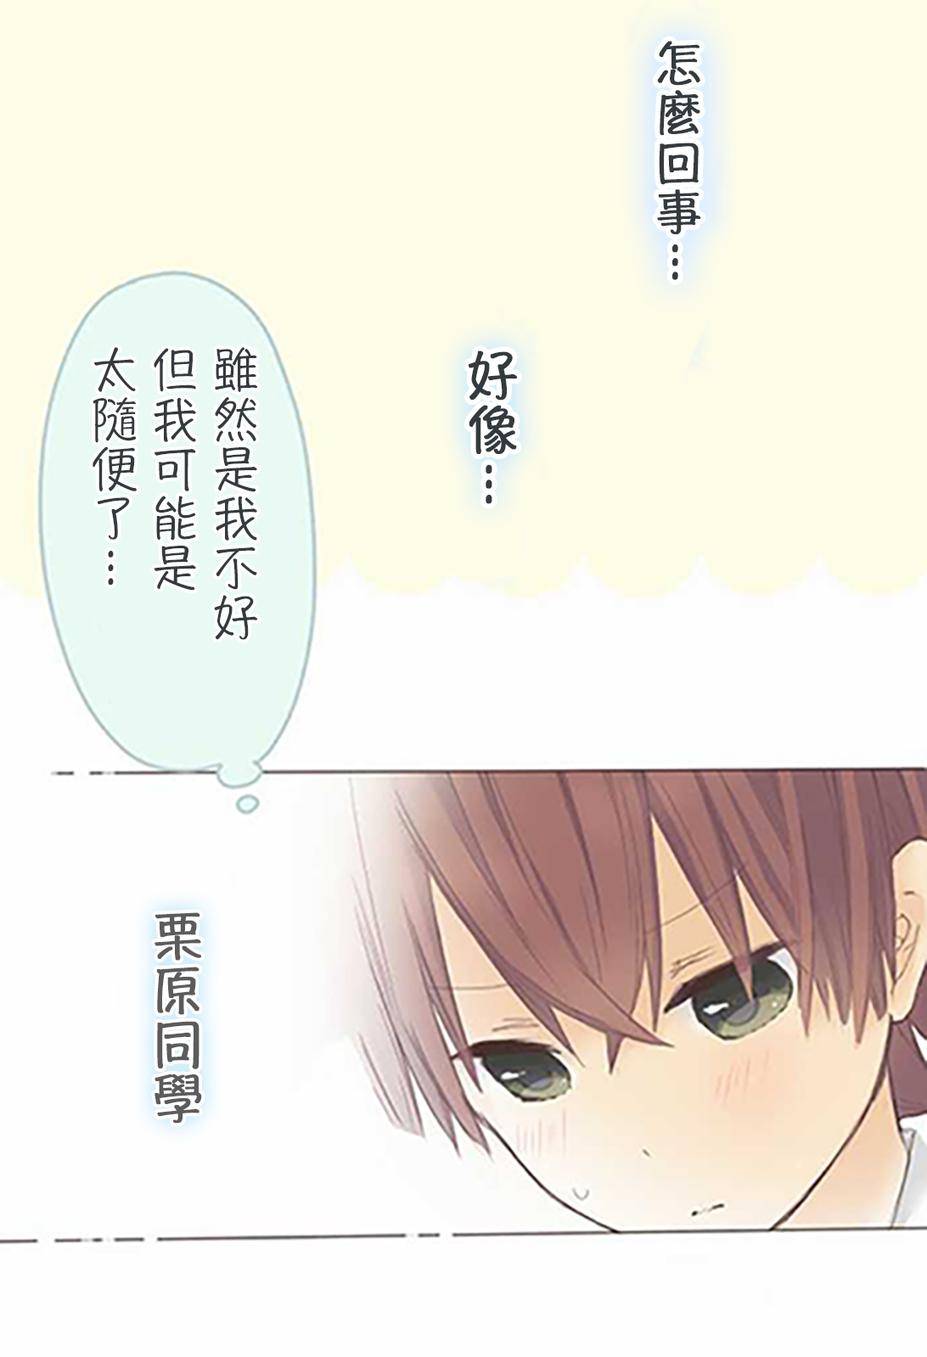 怎麼回事…
好像…
雖然是我不好
但我可能是
太隨便了…
栗原同學